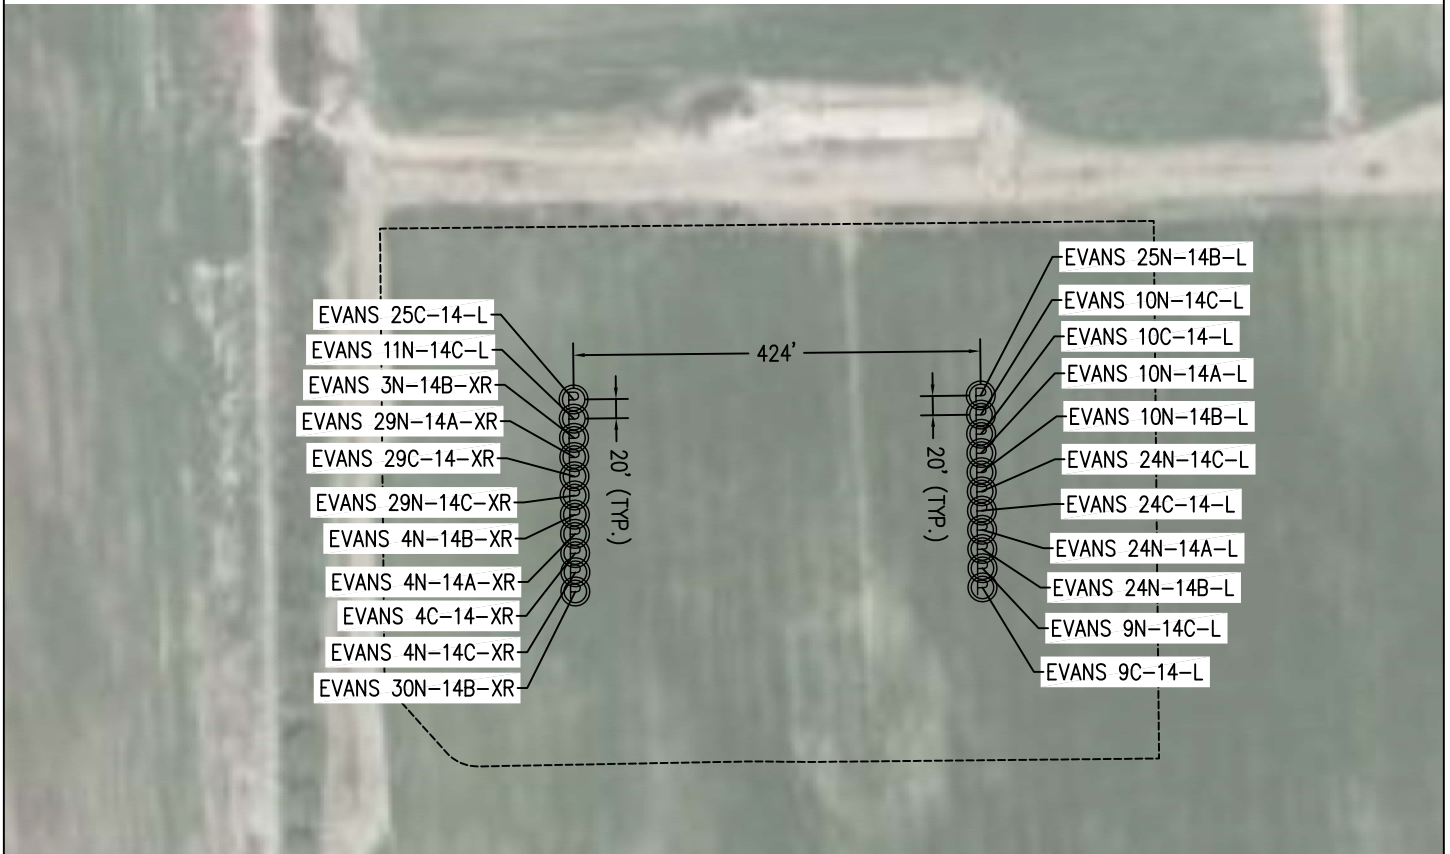 EVANS 25C-14-L
EVANS 11N-14C-L
EVANS 3N-14B-XR
EVANS 29N-14A-XR
EVANS 29C-14-XR
EVANS 29N-14C-XR
EVANS 4N-14B-XR
EVANS 4N-14A-XR
EVANS 4C-14-XR
EVANS 4N-14C-XR
EVANS 30N-14B-XR
424'
20' (TYP.)
20' (TYP.)
EVANS 25N-14B-L
EVANS 10N-14C-L
EVANS 10C-14-L
EVANS 10N-14A-L
EVANS 10N-14B-L
EVANS 24N-14C-L
EVANS 24C-14-L
EVANS 24N-14A-L
EVANS 24N-14B-L
EVANS 9N-14C-L
EVANS 9C-14-L